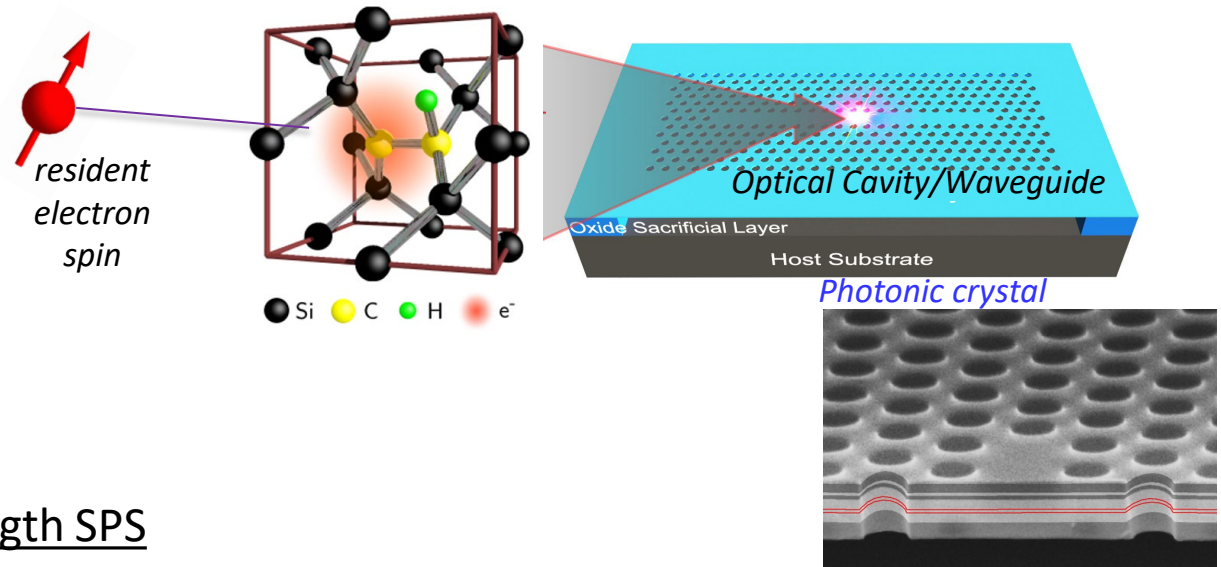 resident
electron
spin
Si C H e⁻
Optical Cavity/Waveguide
Oxide Sacrificial Layer
Host Substrate
Photonic crystal
gth SPS